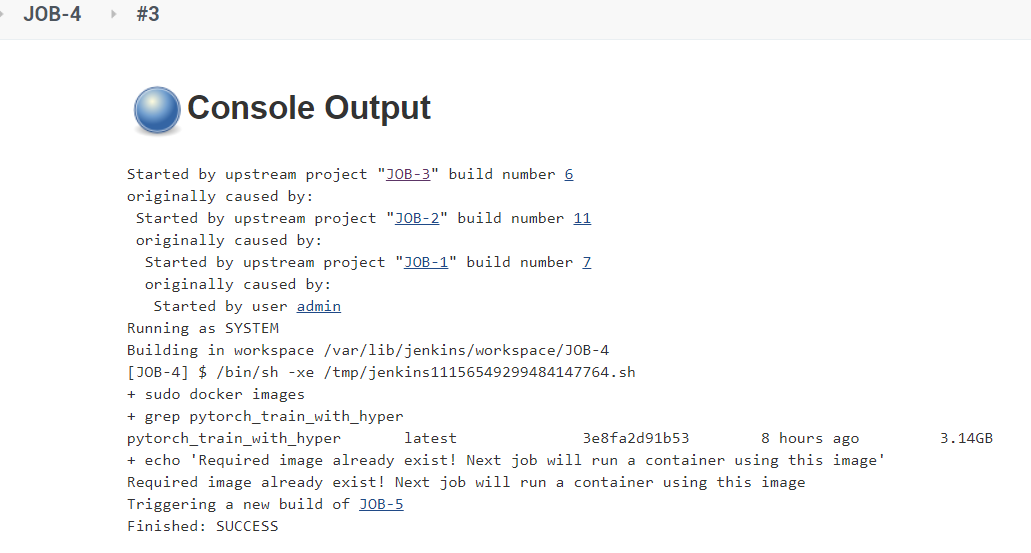 JOB-4 #3
Console Output
Started by upstream project "JOB-3" build number 6
originally caused by:
Started by upstream project "JOB-2" build number 11
originally caused by:
Started by upstream project "JOB-1" build number 7
originally caused by:
Started by user admin
Running as SYSTEM
Building in workspace /var/lib/jenkins/workspace/JOB-4
[JOB-4] $ /bin/sh -xe /tmp/jenkins11156549299484147764.sh
+ sudo docker images
+ grep pytorch_train_with_hyper
pytorch_train_with_hyper latest 3e8fa2d91b53 8 hours ago 3.14GB
+ echo 'Required image already exist! Next job will run a container using this image'
Required image already exist! Next job will run a container using this image
Triggering a new build of JOB-5
Finished: SUCCESS